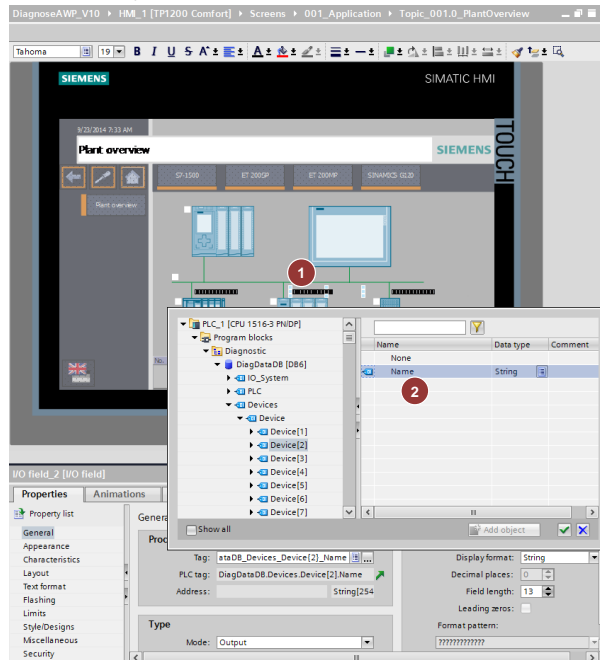 DiagnoseAWP_V10 ▸ HMI_1 [TP1200 Comfort] ▸ Screens ▸ 001_Application ▸ Topic_001.0_PlantOverview
Tahoma 19 B I U S A
SIEMENS SIMATIC HMI
TOUCH
9/23/2014 7:33 AM
Plant overview SIEMENS
S7-1500 ET 200SP ET 200MP SINAMICS G120
Plant overview
1
PLC_1 [CPU 1516-3 PN/DP]
Program blocks
Diagnostic
DiagDataDB [DB6]
IO_System
PLC
Devices
Device
Device[1]
Device[2]
Device[3]
Device[4]
Device[5]
Device[6]
Device[7]
Name Data type Comment
None
Name String
2
No.
Show all
Add object
I/O field_2 [I/O field]
Properties Animations
Property list
General
Appearance
Characteristics
Layout
Text format
Flashing
Limits
Style/Designs
Miscellaneous
Security
Genera
Proc
Tag: ataDB_Devices_Device{2}_Name
PLC tag: DiagDataDB.Devices.Device[2].Name
Address: String[254
Type
Mode: Output
Display format: String
Decimal places: 0
Field length: 13
Leading zeros:
Format pattern:
?????????????